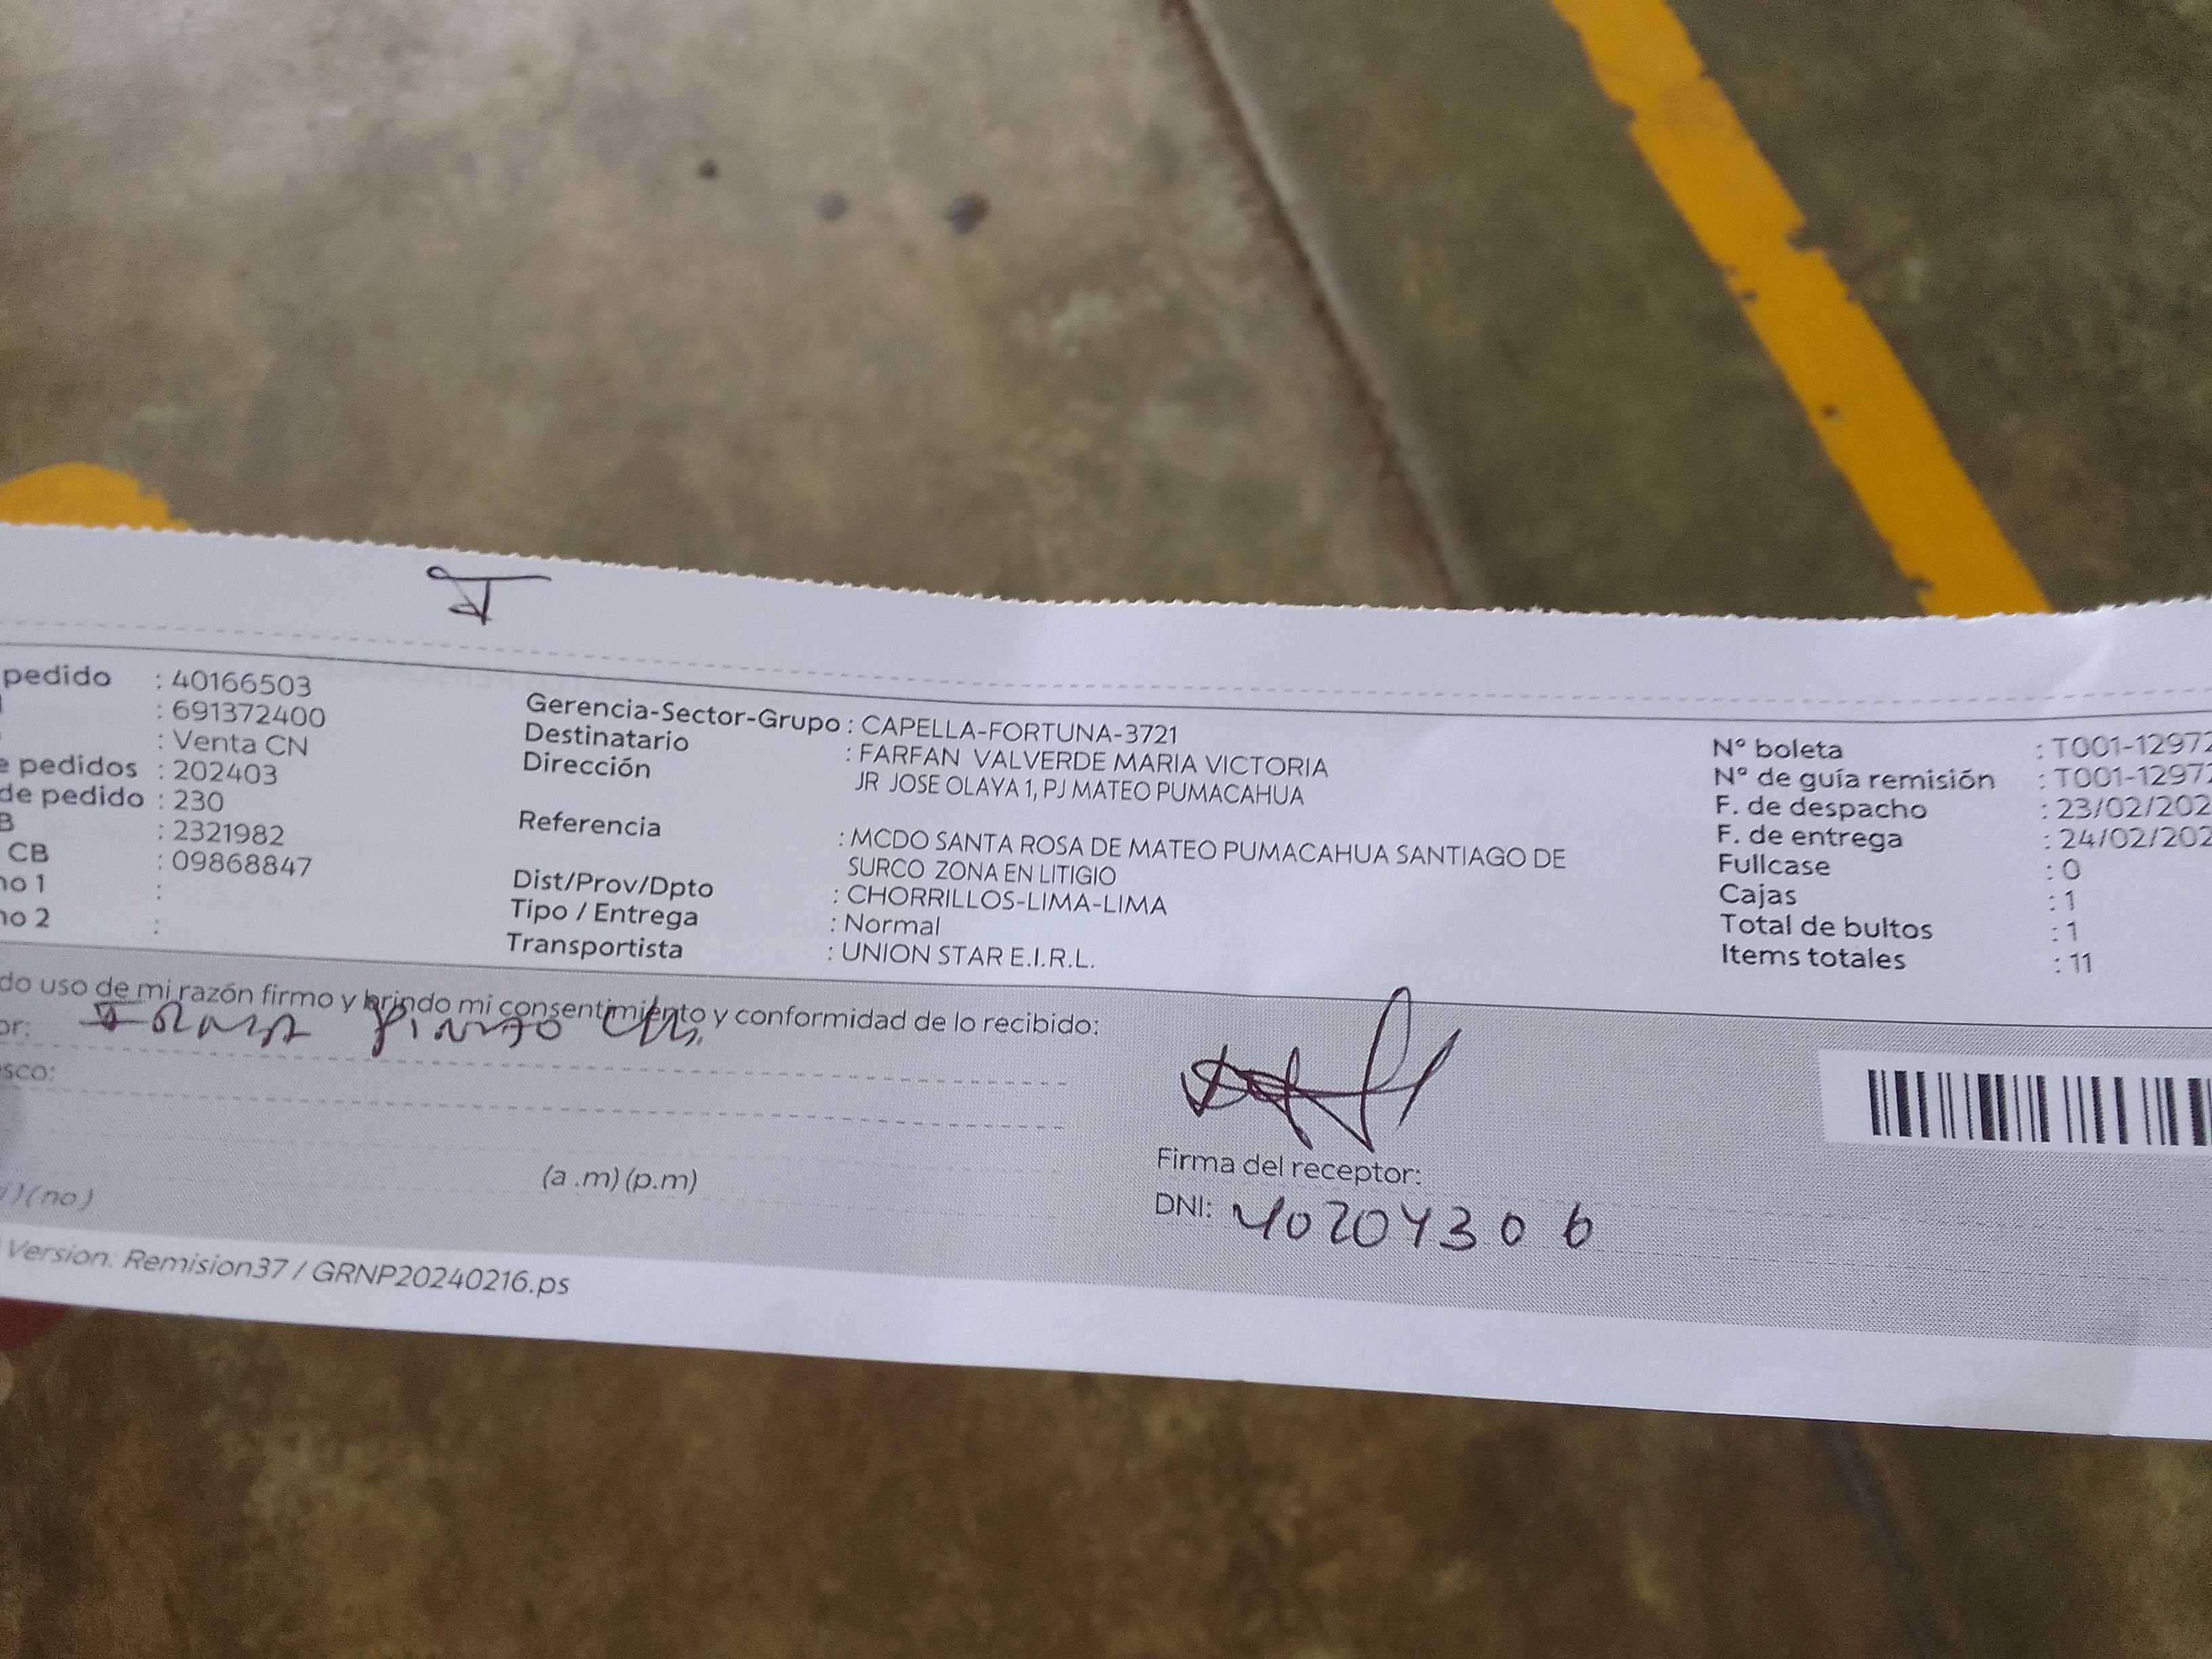 pedido : 40166503
: 691372400
: Venta CN
e pedidos : 202403
de pedido : 230
B : 2321982
CB : 09868847
no 1 :
no 2 :
Gerencia-Sector-Grupo : CAPELLA-FORTUNA-3721
Destinatario : FARFAN VALVERDE MARIA VICTORIA
Dirección JR JOSE OLAYA 1, PJ MATEO PUMACAHUA
Referencia : MCDO SANTA ROSA DE MATEO PUMACAHUA SANTIAGO DE
SURCO ZONA EN LITIGIO
Dist/Prov/Dpto : CHORRILLOS-LIMA-LIMA
Tipo / Entrega : Normal
Transportista : UNION STAR E.I.R.L.
N° boleta : T001-12972
N° de guía remisión : T001-12972
F. de despacho : 23/02/202
F. de entrega : 24/02/202
Fullcase : 0
Cajas : 1
Total de bultos : 1
Items totales : 11
do uso de mi razón firmo y brindo mi consentimiento y conformidad de lo recibido:
or:
sco:
(a .m) (p.m)
i ) ( no )
Firma del receptor:
DNI: 40204306
Version: Remision37 / GRNP20240216.ps